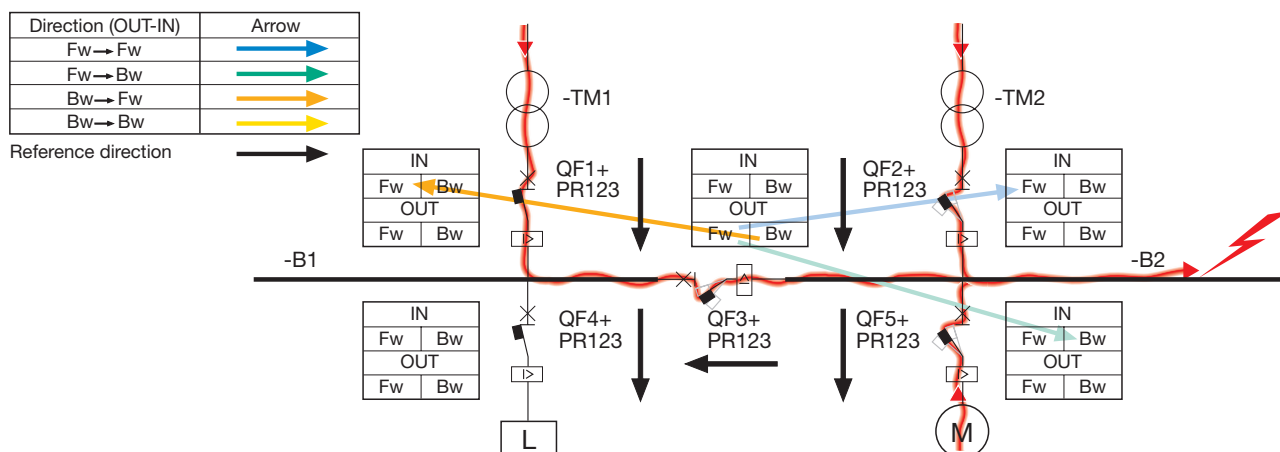 Direction (OUT-IN) Arrow
Fw→Fw
Fw→Bw
Bw→Fw
Bw→Bw
Reference direction
-TM1
-TM2
IN
Fw Bw
OUT
Fw Bw
QF1+
PR123
IN
Fw Bw
OUT
Fw Bw
QF2+
PR123
IN
Fw Bw
OUT
Fw Bw
-B1
-B2
IN
Fw Bw
OUT
Fw Bw
QF4+
PR123
QF3+
PR123
QF5+
PR123
IN
Fw Bw
OUT
Fw Bw
I>
I>
I>
I>
I>
L
M